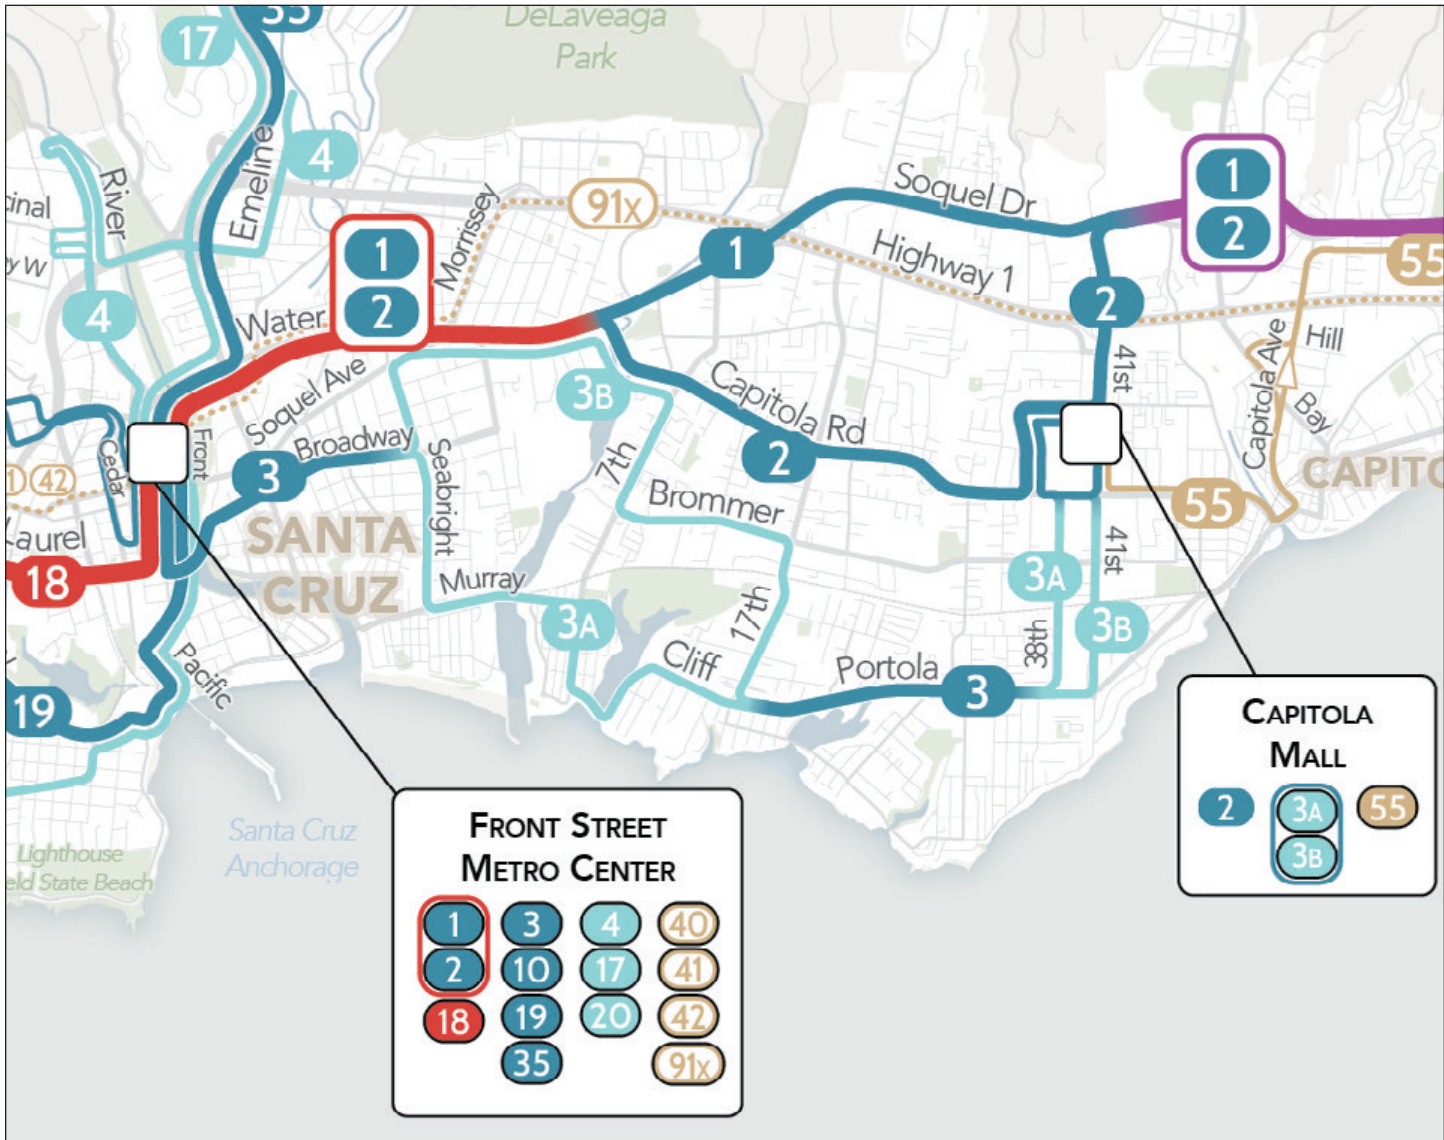 35
DeLaveaga
Park
17
4
Emeline
River
Morrissey
91X
Soquel Dr
1
2
1
2
1
Highway 1
2
55
4
Water
Soquel Ave
3B
Capitola Rd
41st
Capitola Ave
Hill
Bay
Cedar
Front
3
Broadway
Seabright
7th
2
Brommer
55
42
SANTA
CRUZ
18
Murray
3A
17th
Cliff
Portola
3
3A
38th
41st
3B
19
Pacific
Santa Cruz
Anchorage
Lighthouse
State Beach
FRONT STREET
METRO CENTER
1 3 4 40
2 10 17 41
18 19 20 42
35 91X
CAPITOLA
MALL
2 3A 55
3B